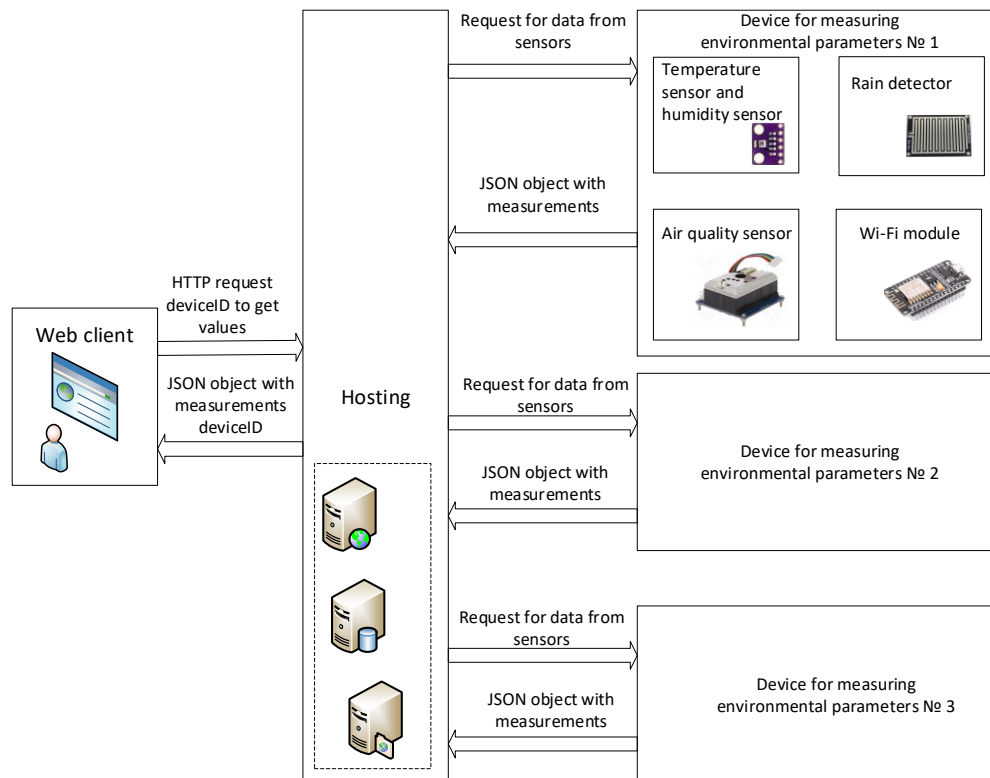 Request for data from
sensors
Device for measuring
environmental parameters № 1
Temperature
sensor and
humidity sensor
Rain detector
JSON object with
measurements
Air quality sensor
Wi-Fi module
HTTP request
deviceID to get
values
Web client
JSON object with
measurements
deviceID
Hosting
Request for data from
sensors
Device for measuring
environmental parameters № 2
JSON object with
measurements
Request for data from
sensors
Device for measuring
environmental parameters № 3
JSON object with
measurements